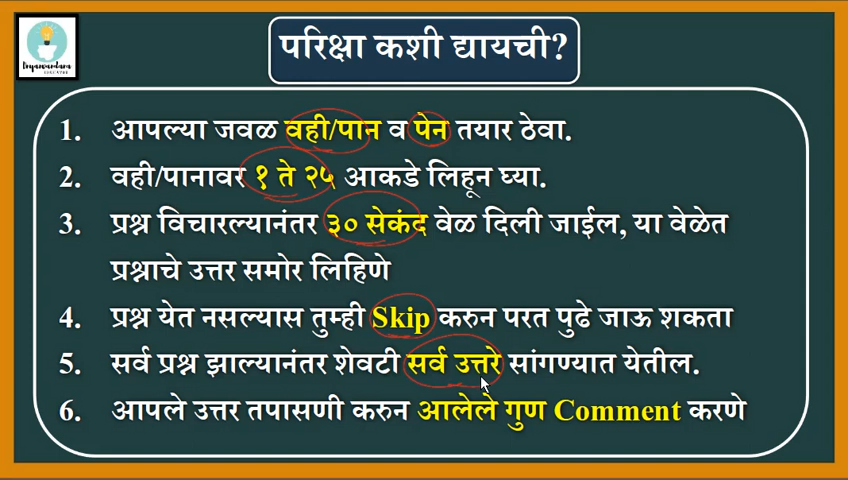 परिक्षा कशी द्यायची?
1. आपल्या जवळ वही/पान व पेन तयार ठेवा.
2. वही/पानावर १ ते २५ आकडे लिहून घ्या.
3. प्रश्न विचारल्यानंतर ३० सेकंद वेळ दिली जाईल, या वेळेत
प्रश्नाचे उत्तर समोर लिहिणे
4. प्रश्न येत नसल्यास तुम्ही Skip करुन परत पुढे जाऊ शकता
5. सर्व प्रश्न झाल्यानंतर शेवटी सर्व उत्तरे सांगण्यात येतील.
6. आपले उत्तर तपासणी करुन आलेले गुण Comment करणे